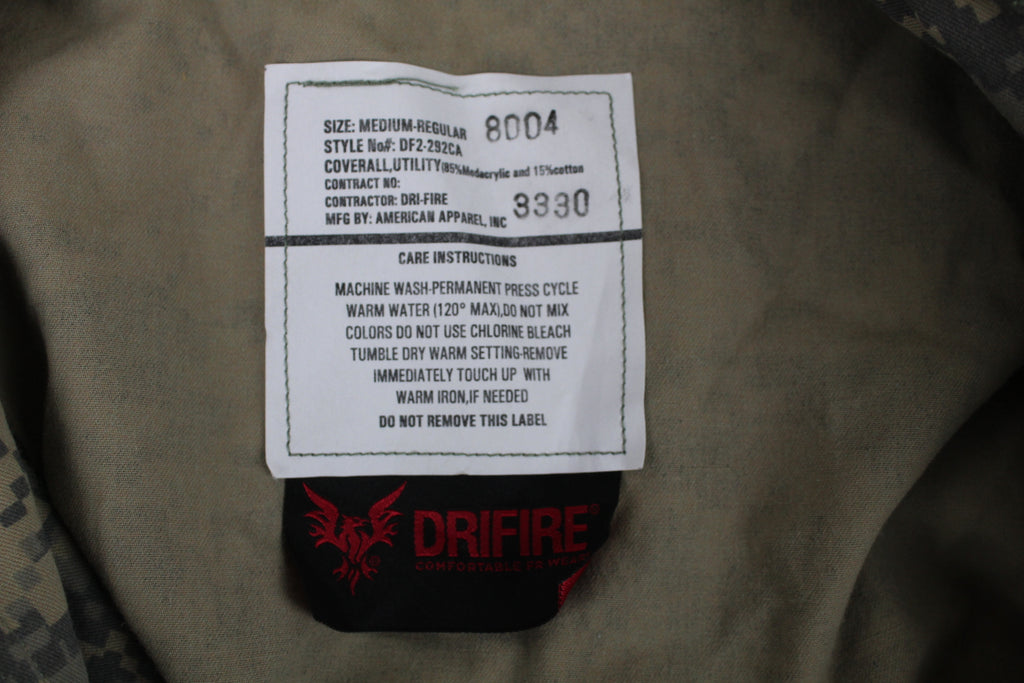 SIZE: MEDIUM-REGULAR 8004
STYLE No#: DF2-292CA
COVERALL,UTILITY(85%Modacrylic and 15%cotton
CONTRACT NO:
CONTRACTOR: DRI-FIRE 3330
MFG BY: AMERICAN APPAREL, INC
CARE INSTRUCTIONS
MACHINE WASH-PERMANENT PRESS CYCLE
WARM WATER (120° MAX),DO NOT MIX
COLORS DO NOT USE CHLORINE BLEACH
TUMBLE DRY WARM SETTING-REMOVE
IMMEDIATELY TOUCH UP WITH
WARM IRON,IF NEEDED
DO NOT REMOVE THIS LABEL
DRIFIRE®
COMFORTABLE FR WEAR